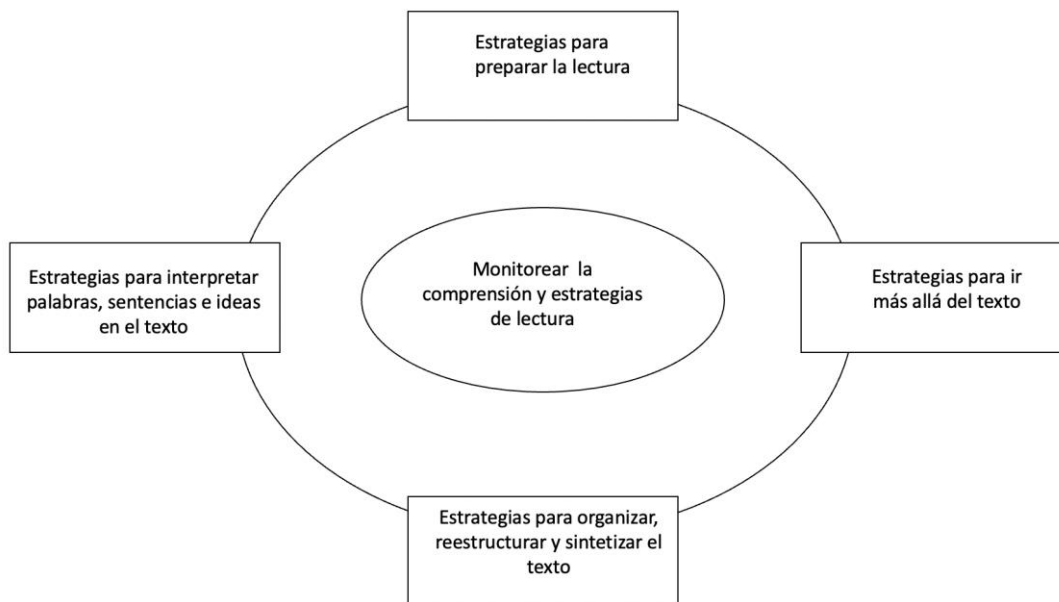 Estrategias para
preparar la lectura
Estrategias para interpretar
palabras, sentencias e ideas
en el texto
Monitorear la
comprensión y estrategias
de lectura
Estrategias para ir
más allá del texto
Estrategias para organizar,
reestructurar y sintetizar el
texto